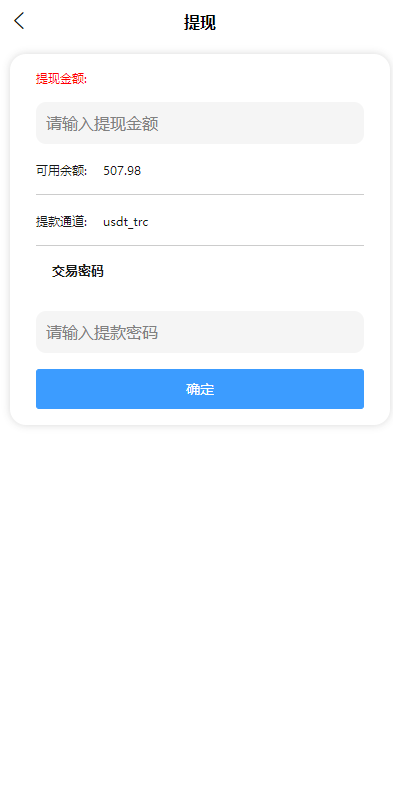 提现
提现金额:
请输入提现金额
可用余额: 507.98
提款通道: usdt_trc
交易密码
请输入提款密码
确定